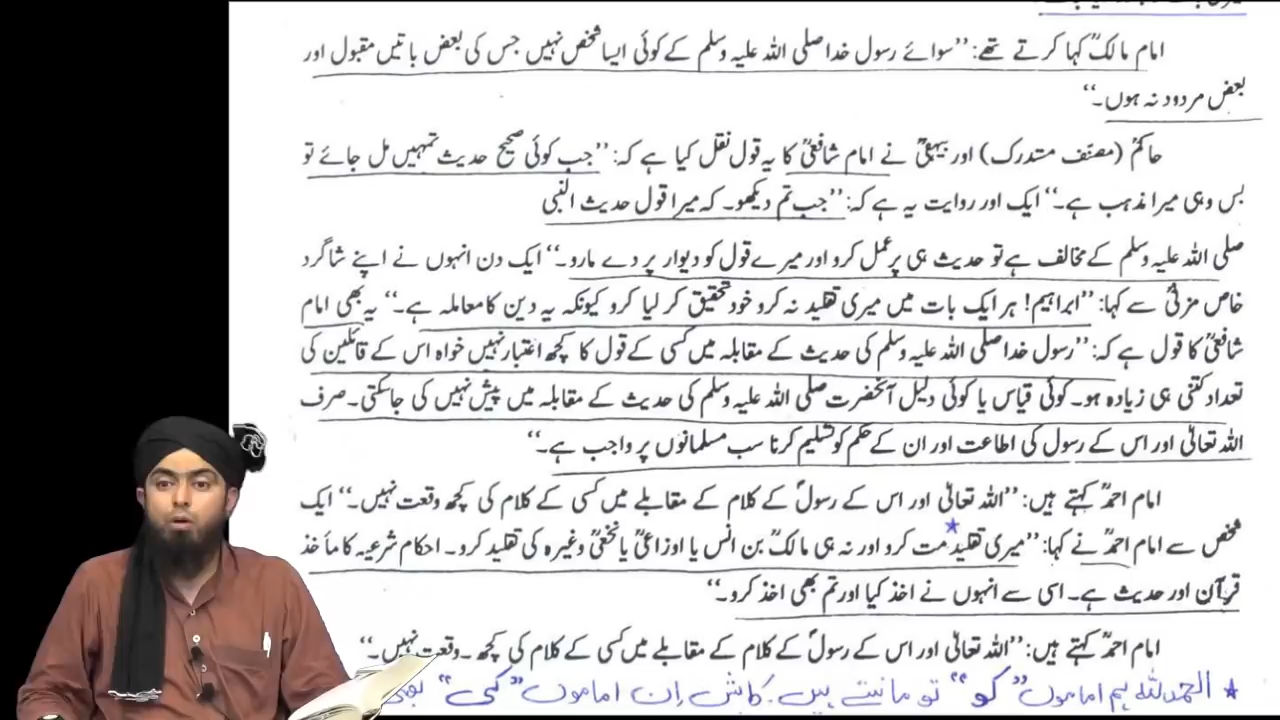 امام مالکؒ کہا کرتے تھے: ’’سوائے رسول خدا صلی اللہ علیہ وسلم کے کوئی ایسا شخص نہیں جس کی بعض باتیں مقبول اور
بعض مردود نہ ہوں۔‘‘
حاکمؒ (مصنّف مستدرک) اور بیہقیؒ نے امام شافعیؒ کا یہ قول نقل کیا ہے کہ: ’’جب کوئی صحیح حدیث تمہیں مل جائے تو
بس وہی میرا مذہب ہے۔‘‘ ایک اور روایت یہ ہے کہ: ’’جب تم دیکھو۔ کہ میرا قول حدیث النبی
صلی اللہ علیہ وسلم کے مخالف ہے تو حدیث ہی پر عمل کرو اور میرے قول کو دیوار پر دے مارو۔‘‘ ایک دن انہوں نے اپنے شاگرد
خاص مزنیؒ سے کہا: ’’ابراہیم! ہر ایک بات میں میری تقلید نہ کرو خود تحقیق کر لیا کرو کیونکہ یہ دین کا معاملہ ہے۔‘‘ یہ بھی امام
شافعیؒ کا قول ہے کہ: ’’رسول خدا صلی اللہ علیہ وسلم کی حدیث کے مقابلہ میں کسی کے قول کا کچھ اعتبار نہیں خواہ اس کے قائلین کی
تعداد کتنی ہی زیادہ ہو۔ کوئی قیاس یا کوئی دلیل آنحضرت صلی اللہ علیہ وسلم کی حدیث کے مقابلہ میں پیش نہیں کی جاسکتی۔ صرف
اللہ تعالیٰ اور اس کے رسول کی اطاعت اور ان کے حکم کو تسلیم کرنا سب مسلمانوں پر واجب ہے۔‘‘
امام احمدؒ کہتے ہیں: ’’اللہ تعالیٰ اور اس کے رسولؐ کے کلام کے مقابلے میں کسی کے کلام کی کچھ وقعت نہیں۔‘‘ ایک
شخص سے امام احمدؒ نے کہا: ’’میری تقلید* مت کرو اور نہ ہی مالکؒ بن انس یا اوزاعیؒ یا نخعیؒ وغیرہ کی تقلید کرو۔ احکام شرعیہ کا مأخذ
قرآن اور حدیث ہے۔ اسی سے انہوں نے اخذ کیا اور تم بھی اخذ کرو۔‘‘
امام احمدؒ کہتے ہیں: ’’اللہ تعالیٰ اور اس کے رسولؐ کے کلام کے مقابلے میں کسی کے کلام کی کچھ۔ وقعت نہیں۔‘‘
* الحمدللہ ہم اماموں ’’کو‘‘ تو مانتے ہیں کاش اِن اماموں ’’کی‘‘ بھی